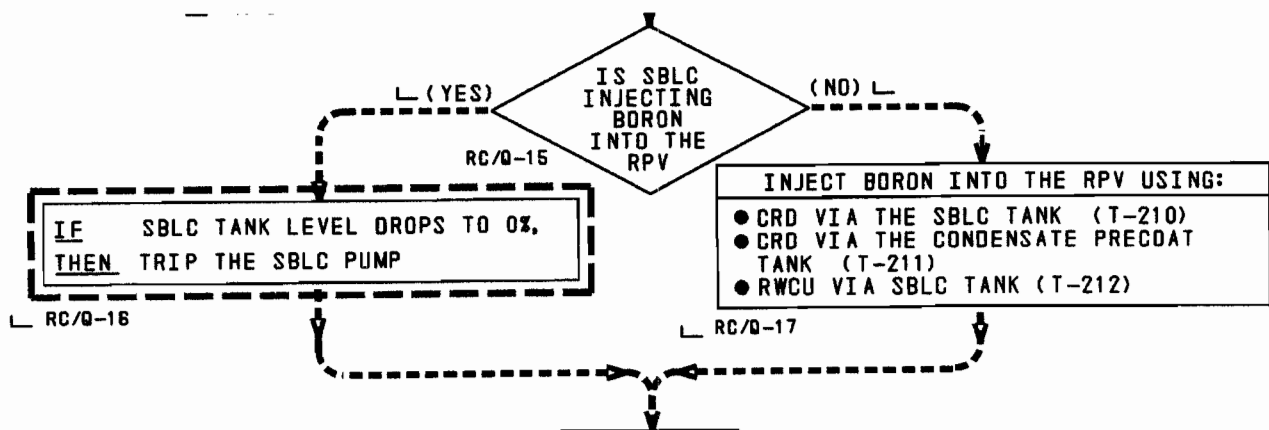 IS SBLC
INJECTING
BORON
INTO THE
RPV
(YES)
(NO)
RC/Q-15
IF SBLC TANK LEVEL DROPS TO 0%,
THEN TRIP THE SBLC PUMP
RC/Q-16
INJECT BORON INTO THE RPV USING:
● CRD VIA THE SBLC TANK (T-210)
● CRD VIA THE CONDENSATE PRECOAT
TANK (T-211)
● RWCU VIA SBLC TANK (T-212)
RC/Q-17